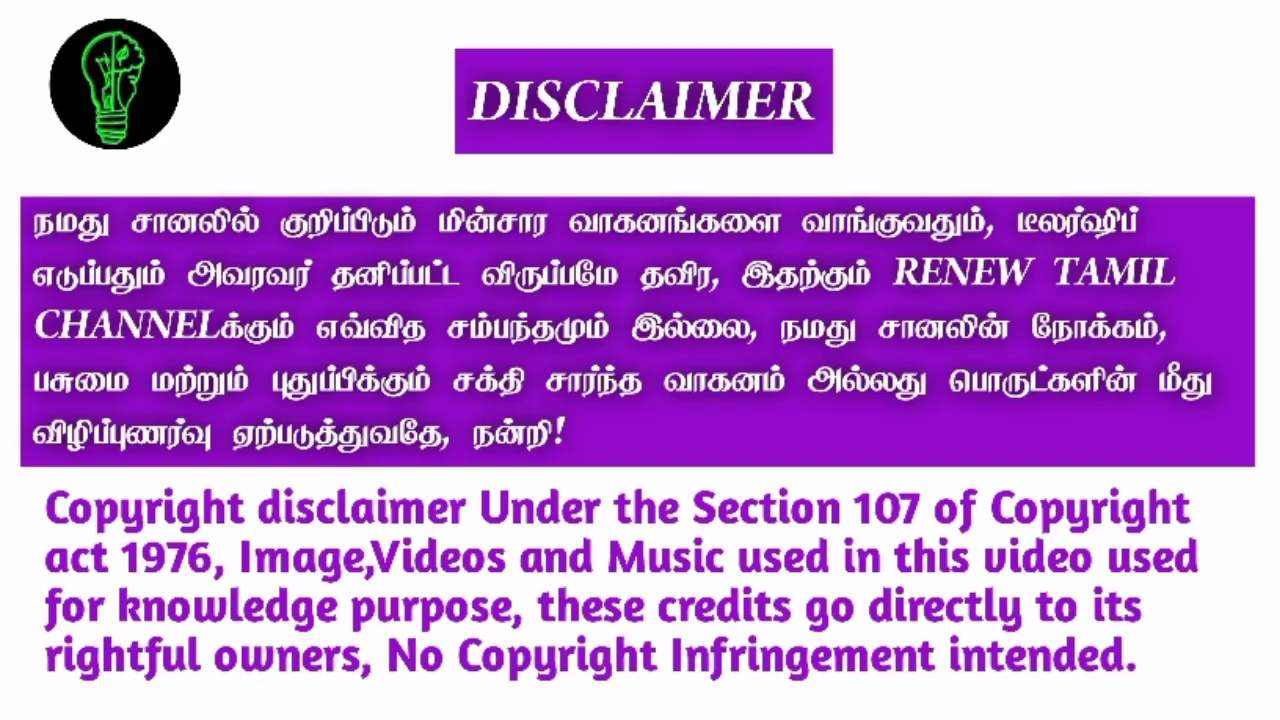 DISCLAIMER
நமது சானலில் குறிப்பிடும் மின்சார வாகனங்களை வாங்குவதும், டீலர்ஷிப்
எடுப்பதும் அவரவர் தனிப்பட்ட விருப்பமே தவிர, இதற்கும் RENEW TAMIL
CHANNELக்கும் எவ்வித சம்பந்தமும் இல்லை, நமது சானலின் நோக்கம்,
பசுமை மற்றும் புதுப்பிக்கும் சக்தி சார்ந்த வாகனம் அல்லது பொருட்களின் மீது
விழிப்புணர்வு ஏற்படுத்துவதே, நன்றி!
Copyright disclaimer Under the Section 107 of Copyright
act 1976, Image,Videos and Music used in this video used
for knowledge purpose, these credits go directly to its
rightful owners, No Copyright Infringement intended.